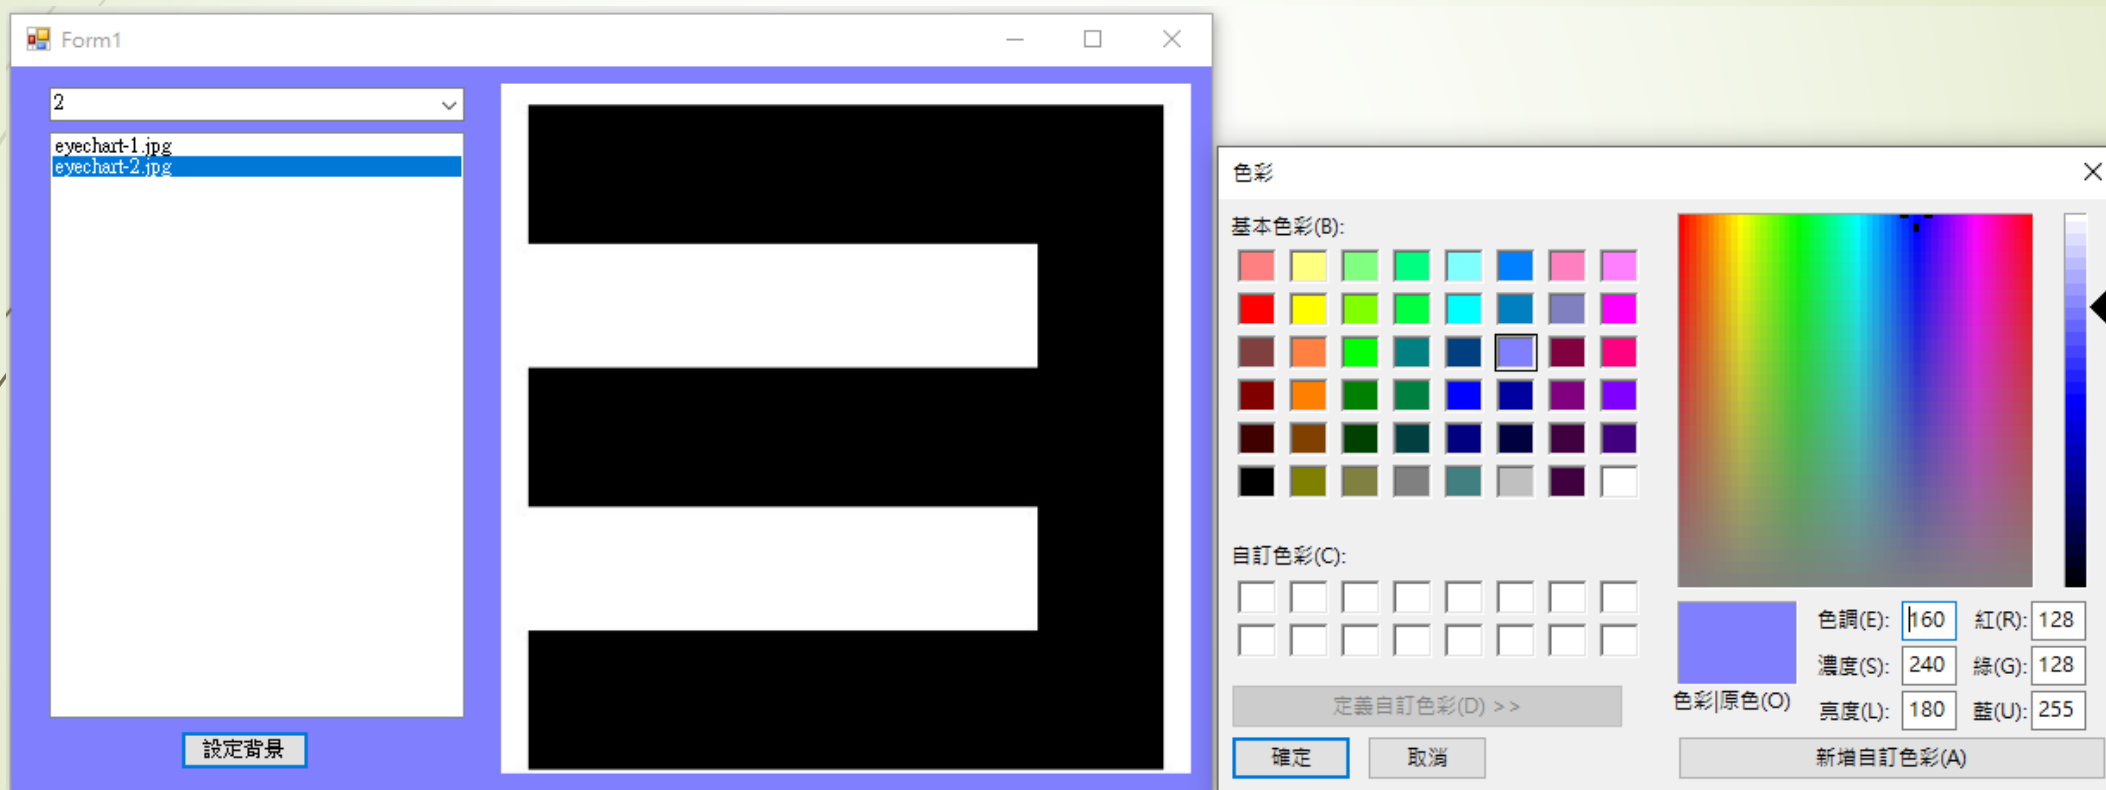 Form1
2
eyechart-1.jpg
eyechart-2.jpg
設定背景
色彩
基本色彩(B):
自訂色彩(C):
定義自訂色彩(D) >>
確定
取消
色彩|原色(O)
色調(E): 160 紅(R): 128
濃度(S): 240 綠(G): 128
亮度(L): 180 藍(U): 255
新增自訂色彩(A)